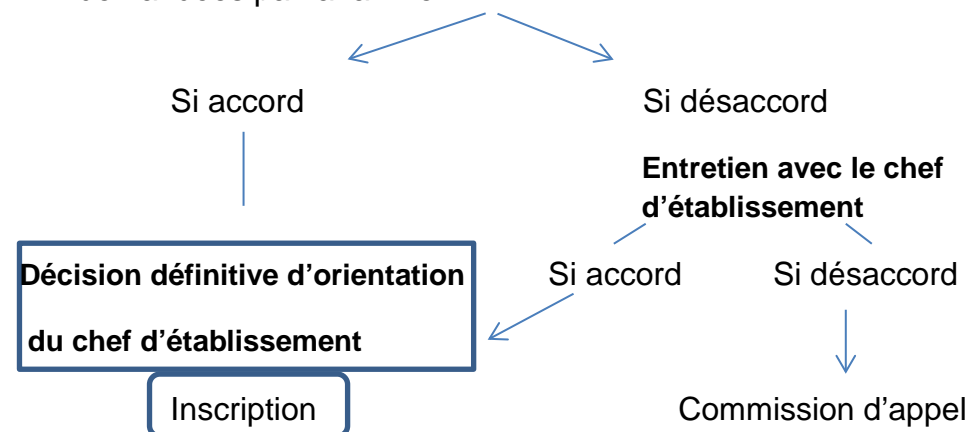 Si accord
Si désaccord
Entretien avec le chef
d’établissement
Décision définitive d’orientation
du chef d’établissement
Si accord
Si désaccord
Inscription
Commission d’appel